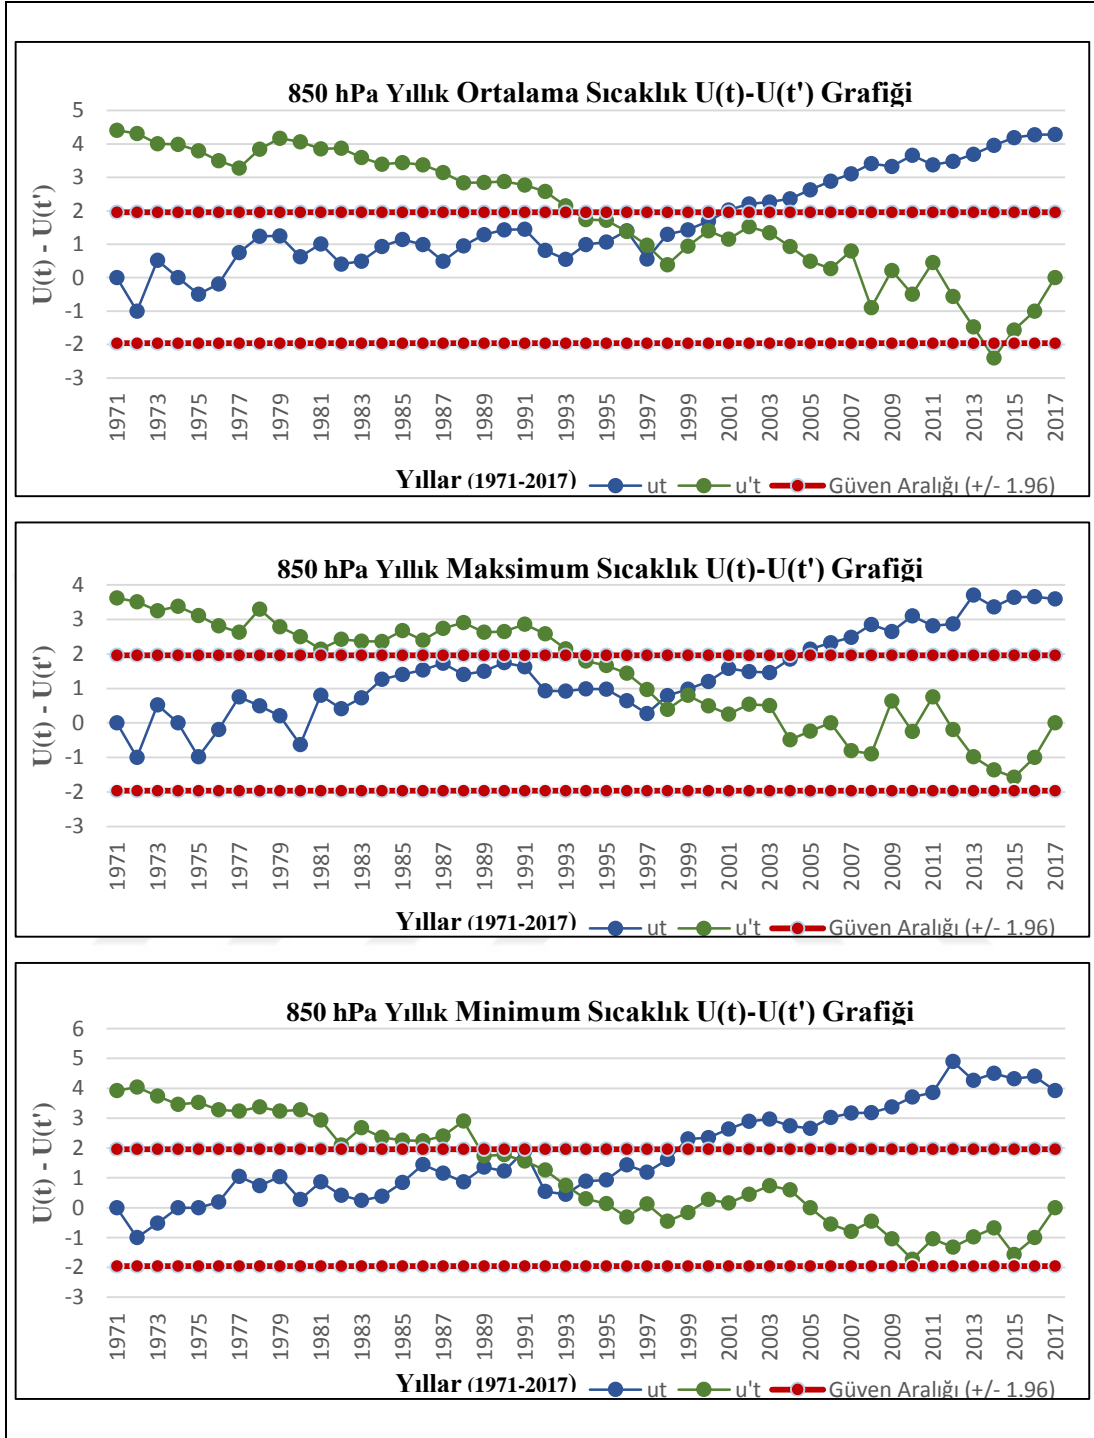 850 hPa Yıllık Ortalama Sıcaklık U(t)-U(t') Grafiği
U(t) - U(t')
5
4
3
2
1
0
-1
-2
-3
1971 1973 1975 1977 1979 1981 1983 1985 1987 1989 1991 1993 1995 1997 1999 2001 2003 2005 2007 2009 2011 2013 2015 2017
Yıllar (1971-2017) ut u't Güven Aralığı (+/- 1.96)
850 hPa Yıllık Maksimum Sıcaklık U(t)-U(t') Grafiği
U(t) - U(t')
4
3
2
1
0
-1
-2
-3
1971 1973 1975 1977 1979 1981 1983 1985 1987 1989 1991 1993 1995 1997 1999 2001 2003 2005 2007 2009 2011 2013 2015 2017
Yıllar (1971-2017) ut u't Güven Aralığı (+/- 1.96)
850 hPa Yıllık Minimum Sıcaklık U(t)-U(t') Grafiği
U(t) - U(t')
6
5
4
3
2
1
0
-1
-2
-3
1971 1973 1975 1977 1979 1981 1983 1985 1987 1989 1991 1993 1995 1997 1999 2001 2003 2005 2007 2009 2011 2013 2015 2017
Yıllar (1971-2017) ut u't Güven Aralığı (+/- 1.96)